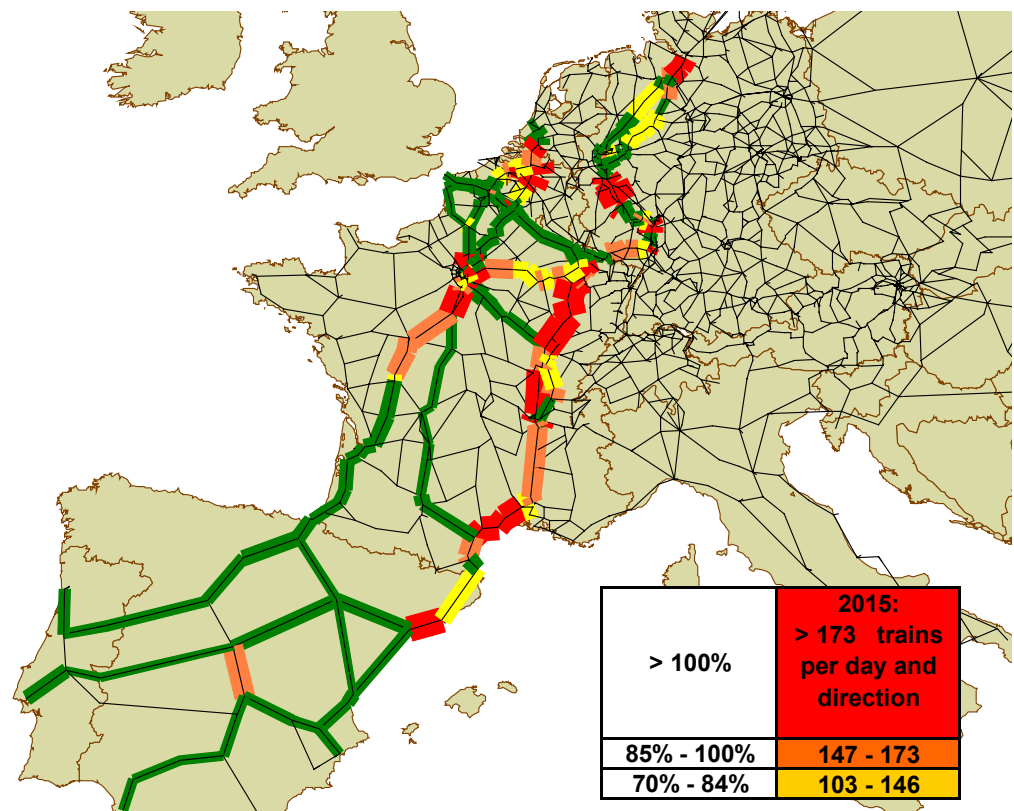 > 100%
2015:
> 173 trains
per day and
direction
85% - 100%
147 - 173
70% - 84%
103 - 146